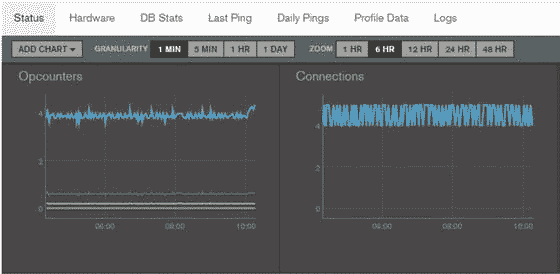 Status Hardware DB Stats Last Ping Daily Pings Profile Data Logs
ADD CHART GRANULARITY 1 MIN 5 MIN 1 HR 1 DAY ZOOM 1 HR 6 HR 12 HR 24 HR 48 HR
Opcounters Connections
4 4
2 2
0 0
06:00 08:00 10:00 06:00 08:00 10:00